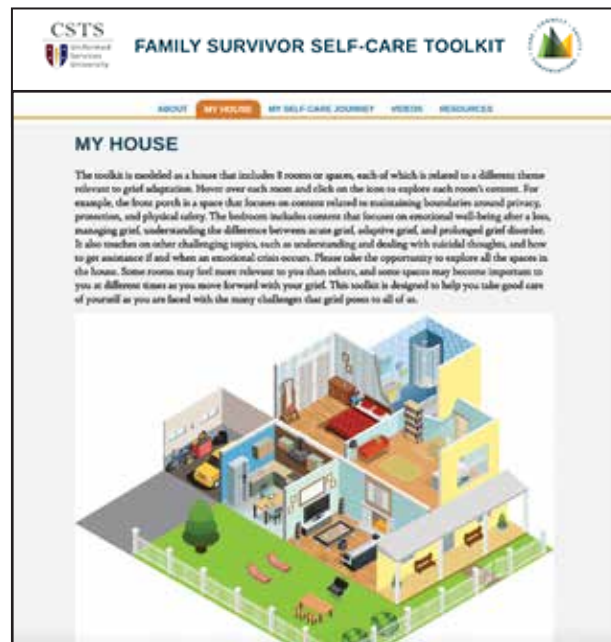 CSTS
Uniformed
Services
University
FAMILY SURVIVOR SELF-CARE TOOLKIT
ABOUT MY HOUSE MY SELF-CARE JOURNEY VIDEOS RESOURCES
MY HOUSE
The toolkit is modeled as a house that includes 8 rooms or spaces, each of which is related to a different theme
relevant to grief adaptation. Hover over each room and click on the icon to explore each room's content. For
example, the front porch is a space that focuses on content related to maintaining boundaries around privacy,
protection, and physical safety. The bedroom includes content that focuses on emotional well-being after a loss,
managing grief, understanding the difference between acute grief, adaptive grief, and prolonged grief disorder.
It also touches on other challenging topics, such as understanding and dealing with suicidal thoughts, and how
to get assistance if and when an emotional crisis occurs. Please take the opportunity to explore all the spaces in
the house. Some rooms may feel more relevant to you than others, and some spaces may become important to
you at different times as you move forward with your grief. This toolkit is designed to help you take good care
of yourself as you are faced with the many challenges that grief poses to all of us.